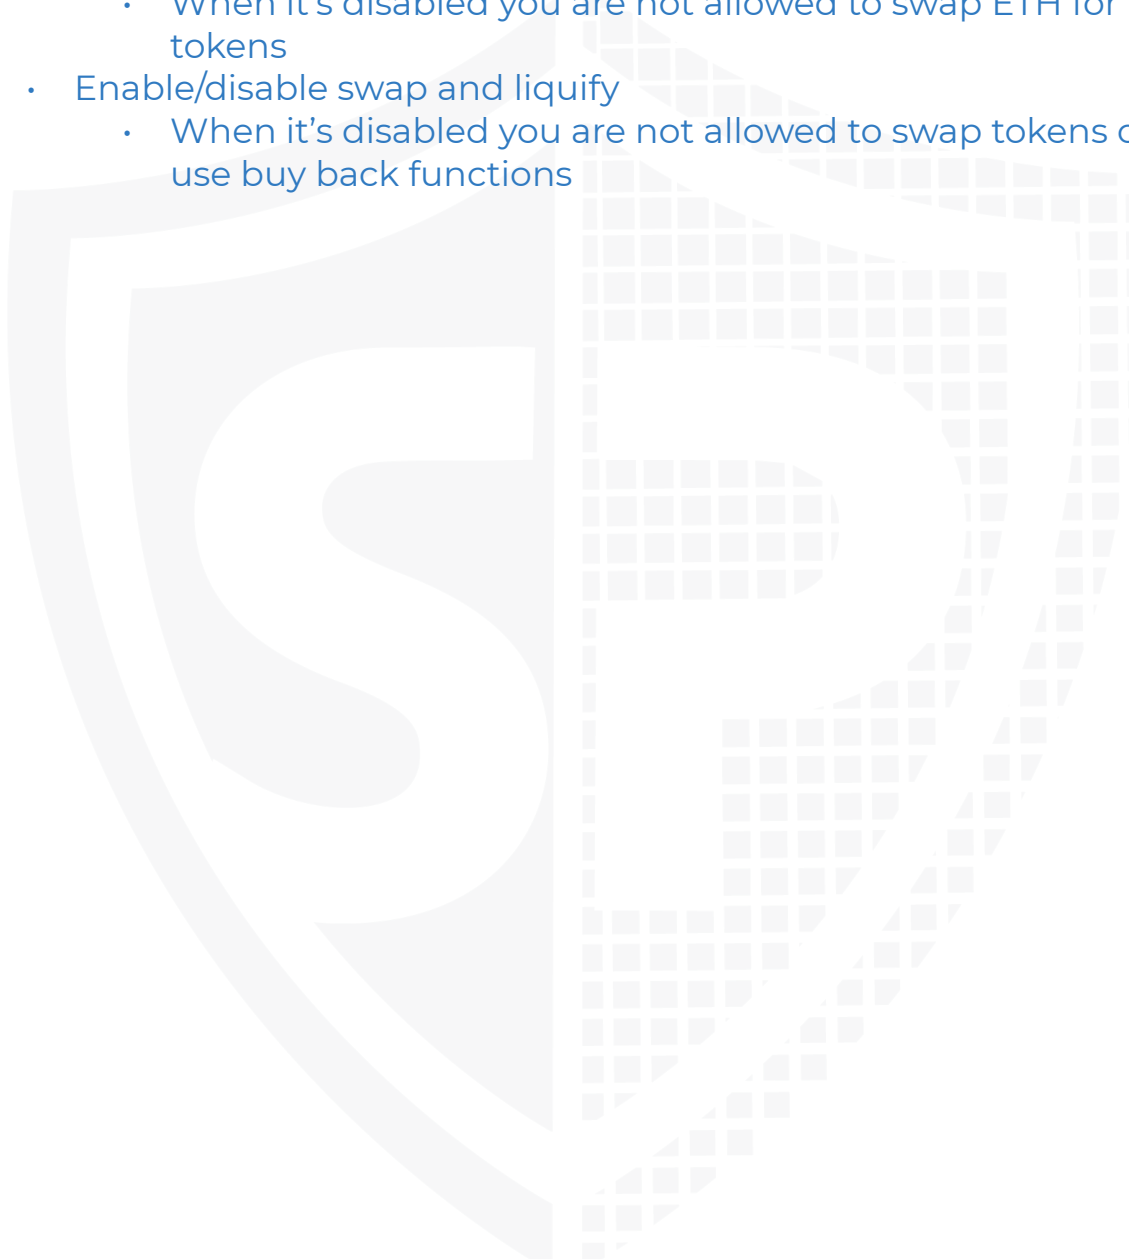 • When it’s disabled you are not allowed to swap ETH for
tokens
• Enable/disable swap and liquify
• When it’s disabled you are not allowed to swap tokens
use buy back functions
SP